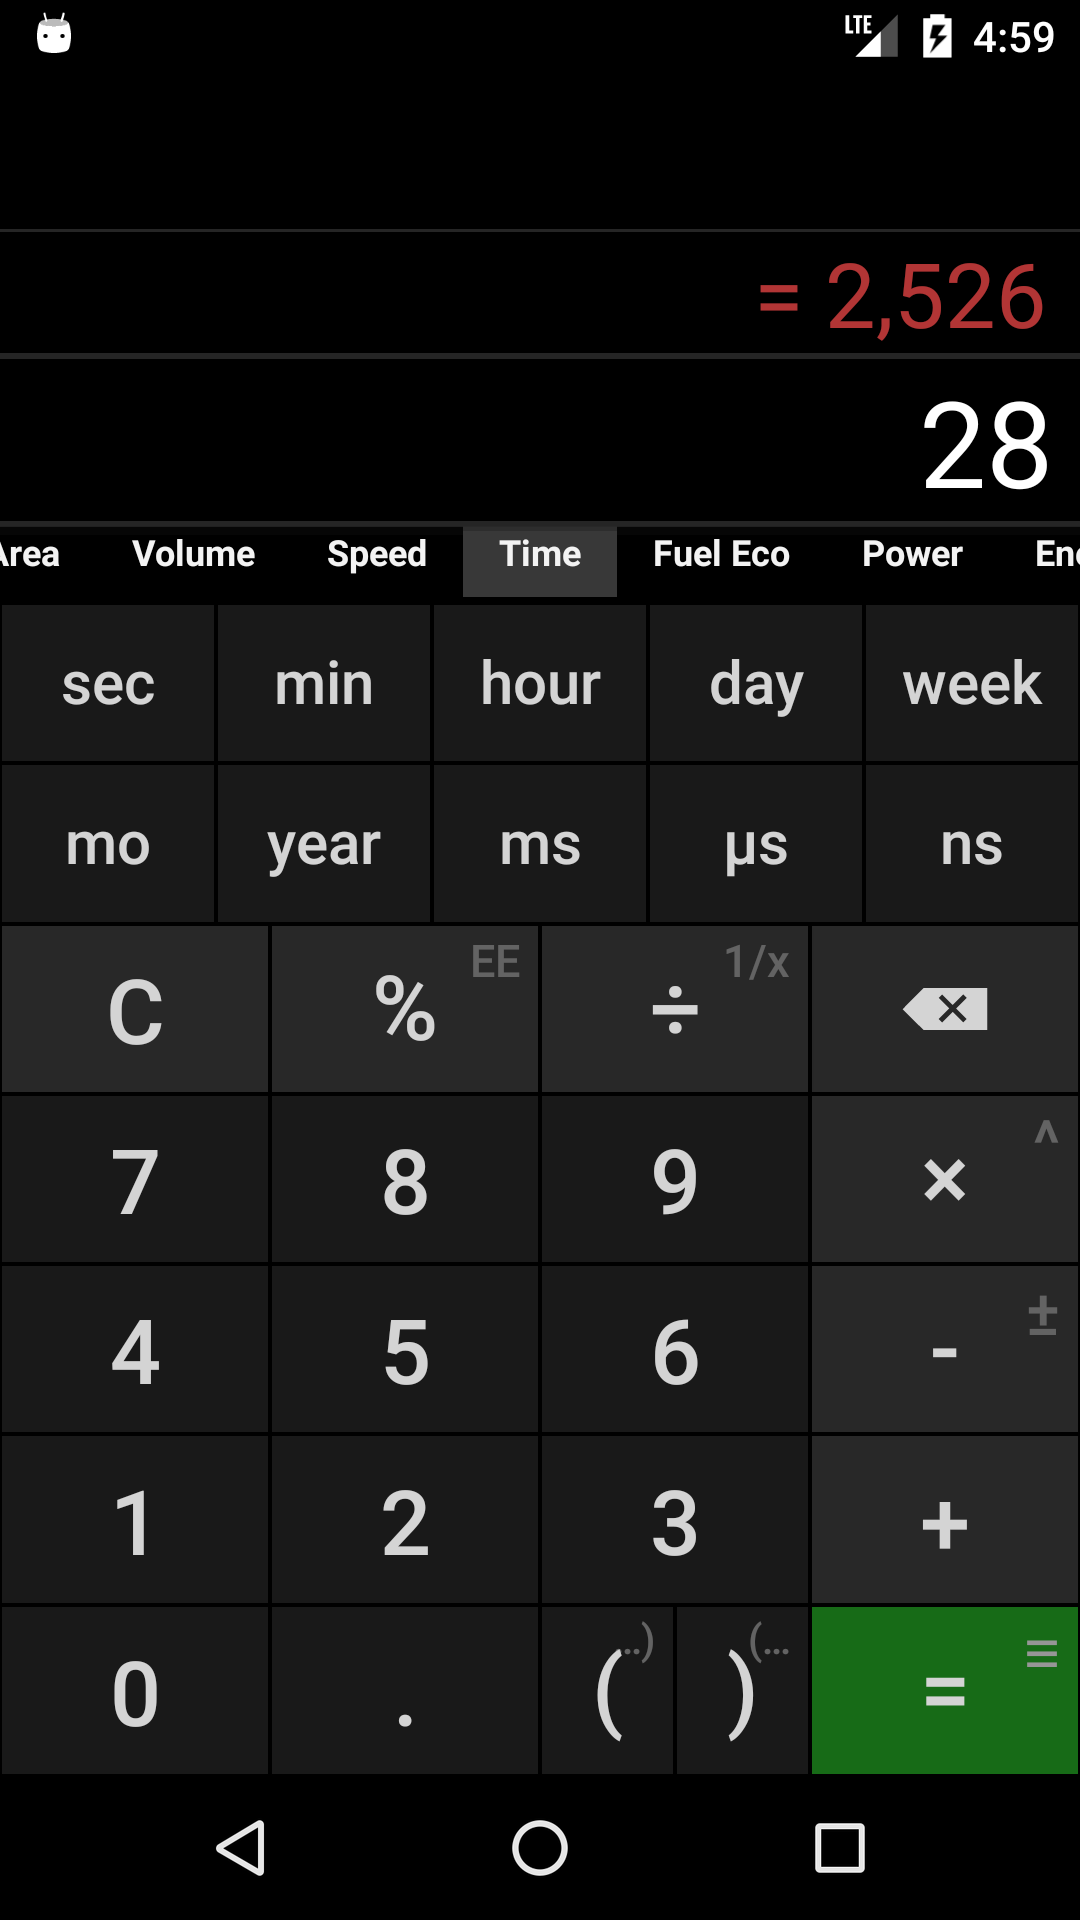 LTE 4:59
= 2,526
28
Area Volume Speed Time Fuel Eco Power
sec min hour day week
mo year ms µs ns
C % EE ÷ 1/x
7 8 9 × ^
4 5 6 - ±
1 2 3 +
0 . ( ..) ) (... =